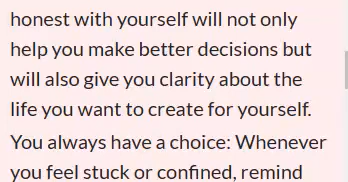 honest with yourself will not only
help you make better decisions but
will also give you clarity about the
life you want to create for yourself.
You always have a choice: Whenever
you feel stuck or confined, remind